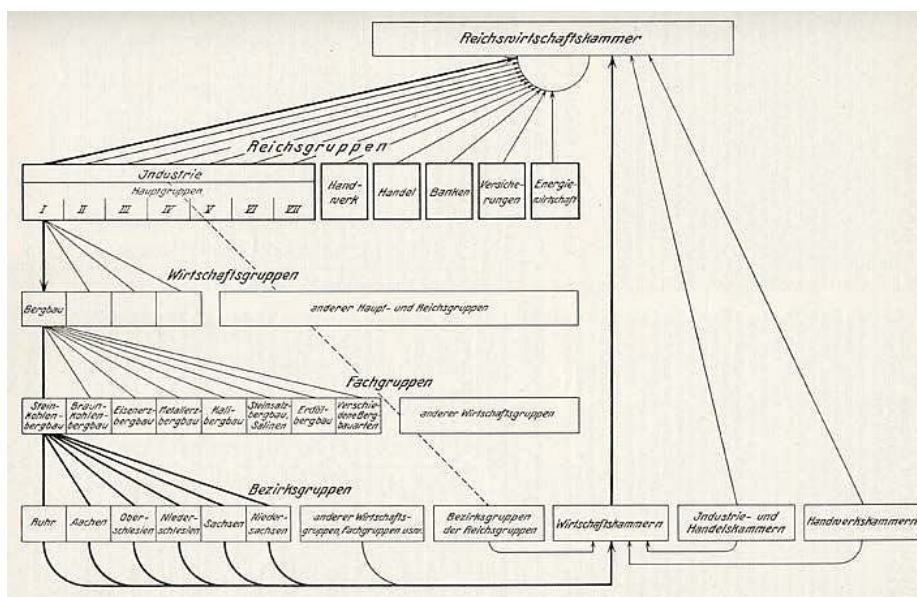 Reichswirtschaftskammer
Reichsgruppen
Industrie
Hauptgruppen
I II III IV V VI VII
Hand-
werk
Handel
Banken
Versiche-
rungen
Energie-
wirtschaft
Wirtschaftsgruppen
Bergbau
anderer Haupt- und Reichsgruppen
Fachgruppen
Stein-
kohlen-
bergbau
Braun-
kohlen-
bergbau
Eisenerz-
bergbau
Metallerz-
bergbau
Kali-
bergbau
Steinsalz-
bergbau,
Salinen
Erdöl-
bergbau
Verschie-
dene Berg-
bauarten
anderer Wirtschaftsgruppen
Bezirksgruppen
Ruhr
Aachen
Ober-
schlesien
Nieder-
schlesien
Sachsen
Nieder-
sachsen
anderer Wirtschafts-
gruppen, Fachgruppen usw.
Bezirksgruppen
der Reichsgruppen
Wirtschaftskammern
Industrie- und
Handelskammern
Handwerkskammern